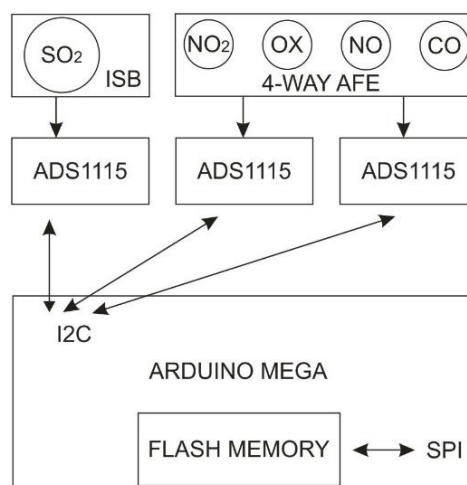 SO₂
ISB
NO₂ OX NO CO
4-WAY AFE
ADS1115 ADS1115 ADS1115
I2C
ARDUINO MEGA
FLASH MEMORY SPI